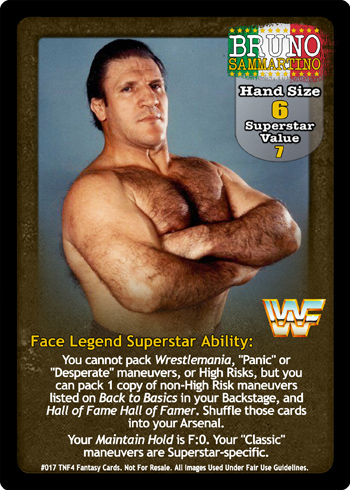 BRUNO
SAMMARTINO
Hand Size
6
Superstar
Value
7
WF
Face Legend Superstar Ability:
You cannot pack Wrestlemania, "Panic" or
"Desperate" maneuvers, or High Risks, but you
can pack 1 copy of non-High Risk maneuvers
listed on Back to Basics in your Backstage, and
Hall of Fame Hall of Famer. Shuffle those cards
into your Arsenal.
Your Maintain Hold is F:0. Your "Classic"
maneuvers are Superstar-specific.
#017 TNF4 Fantasy Cards. Not For Resale. All Images Used Under Fair Use Guidelines.